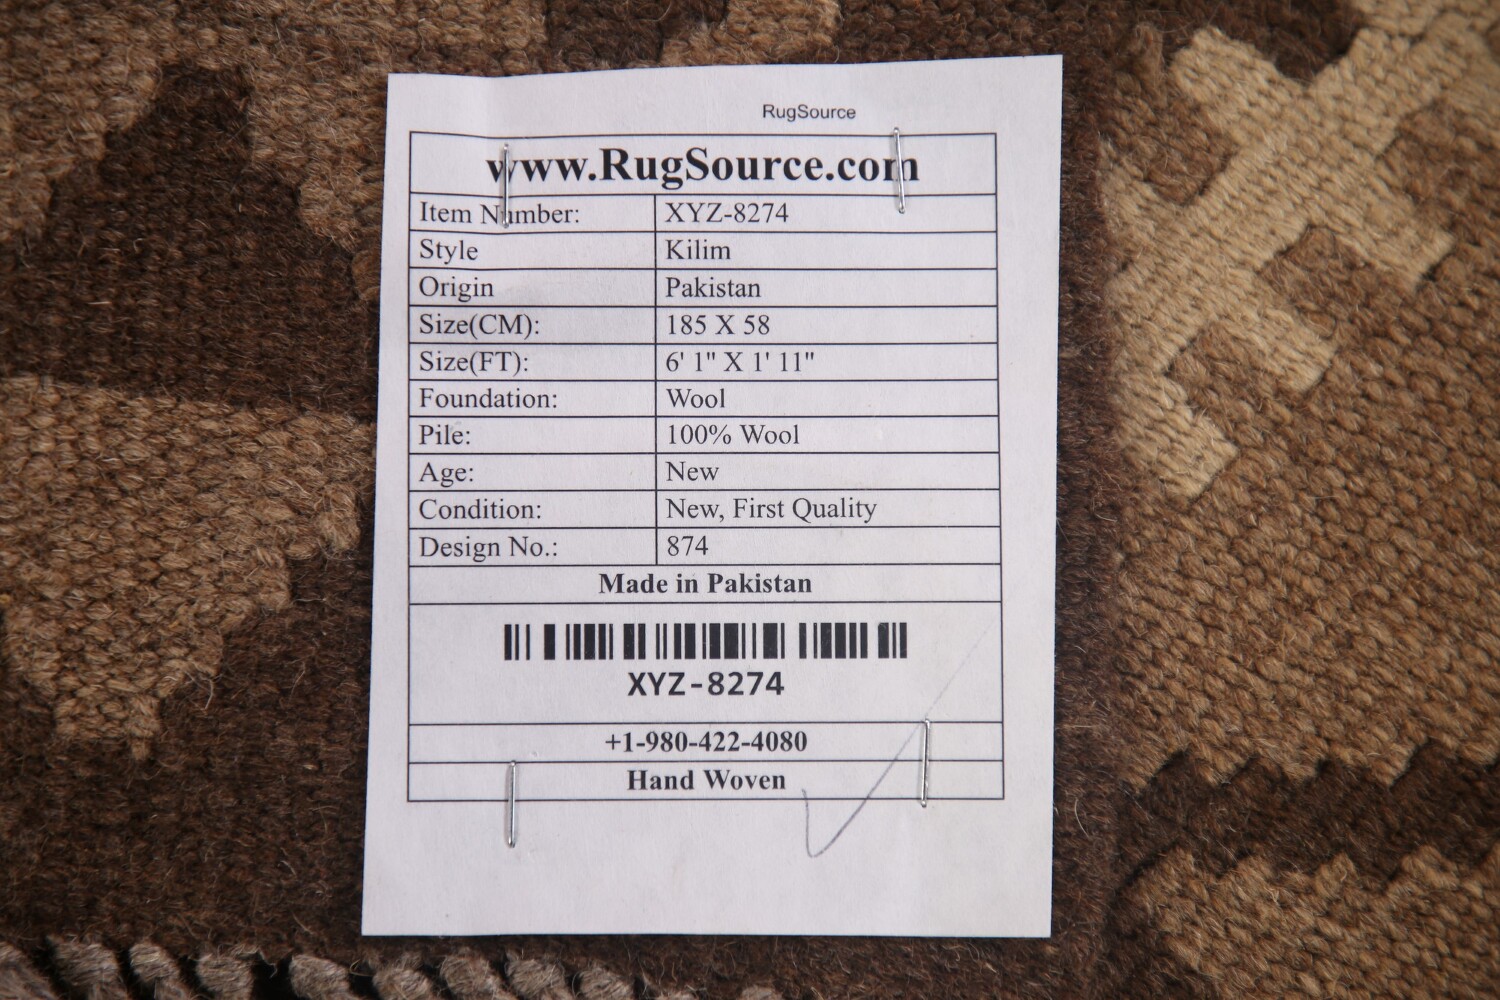 RugSource
www.RugSource.com
Item Number: XYZ-8274
Style Kilim
Origin Pakistan
Size(CM): 185 X 58
Size(FT): 6' 1" X 1' 11"
Foundation: Wool
Pile: 100% Wool
Age: New
Condition: New, First Quality
Design No.: 874
Made in Pakistan
XYZ-8274
+1-980-422-4080
Hand Woven